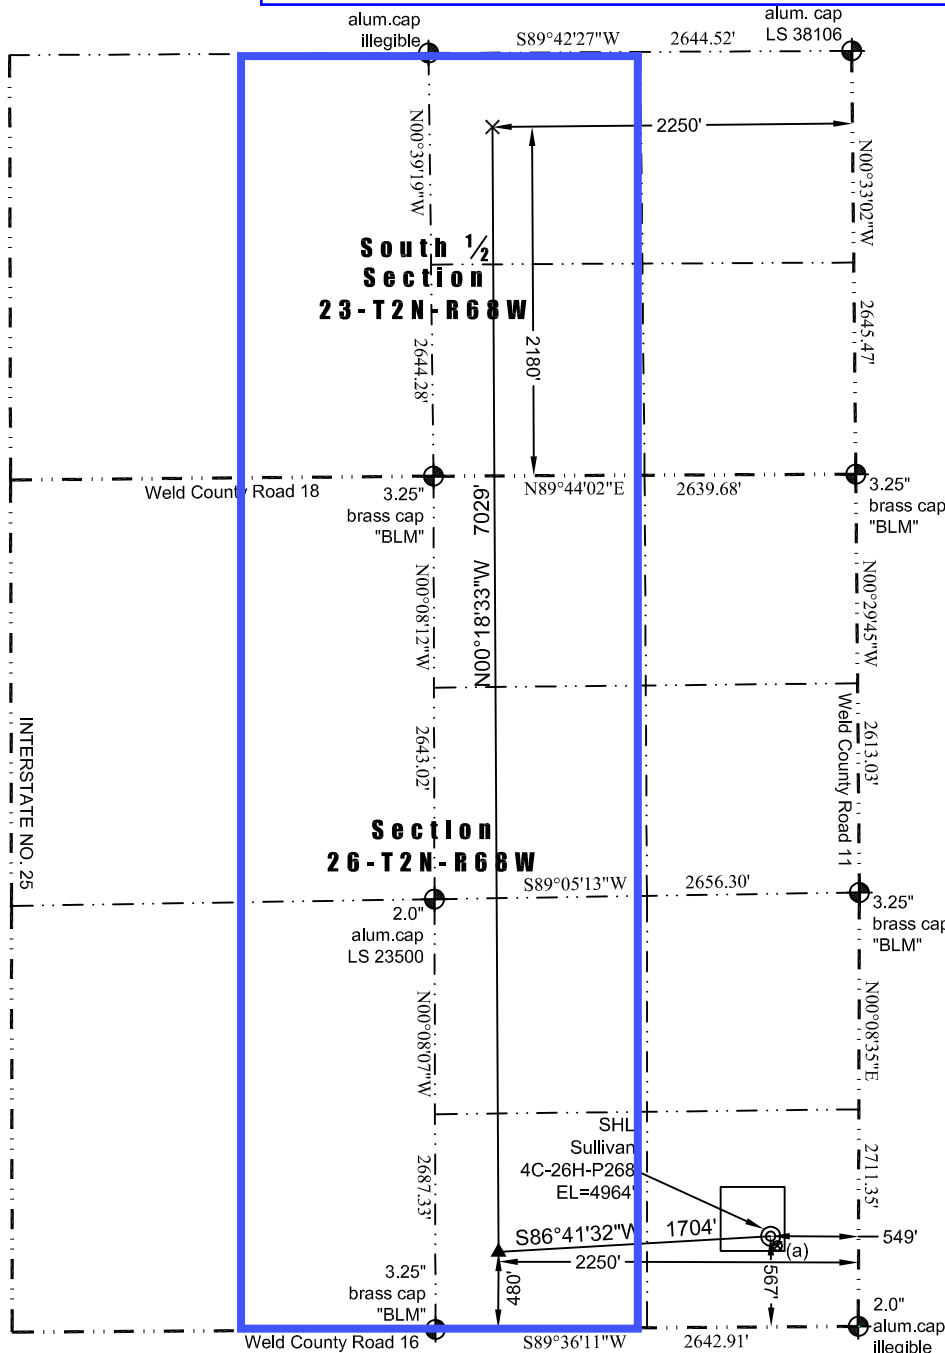 alum.cap
illegible
S89°42'27"W
2644.52'
alum. cap
LS 38106
N00°39'19"W
2250'
N00°33'02"W
South ½
Section
23-T2N-R68W
2644.28'
2180'
2645.47'
Weld County Road 18
3.25"
brass cap
"BLM"
N89°44'02"E
2639.68'
3.25"
brass cap
"BLM"
N00°18'33"W 7029'
N00°08'12"W
N00°29'45"W
INTERSTATE NO. 25
2643.02'
Weld County Road 11
2613.03'
Section
26-T2N-R68W
S89°05'13"W
2656.30'
2.0"
alum.cap
LS 23500
3.25"
brass cap
"BLM"
N00°08'07"W
N00°08'35"E
SHL
Sullivan
4C-26H-P268
EL=4964'
2687.33'
2711.35'
S86°41'32"W 1704'
(a)
549'
2250'
480'
567'
3.25"
brass cap
"BLM"
2.0"
alum.cap
illegible
Weld County Road 16
S89°36'11"W
2642.91'